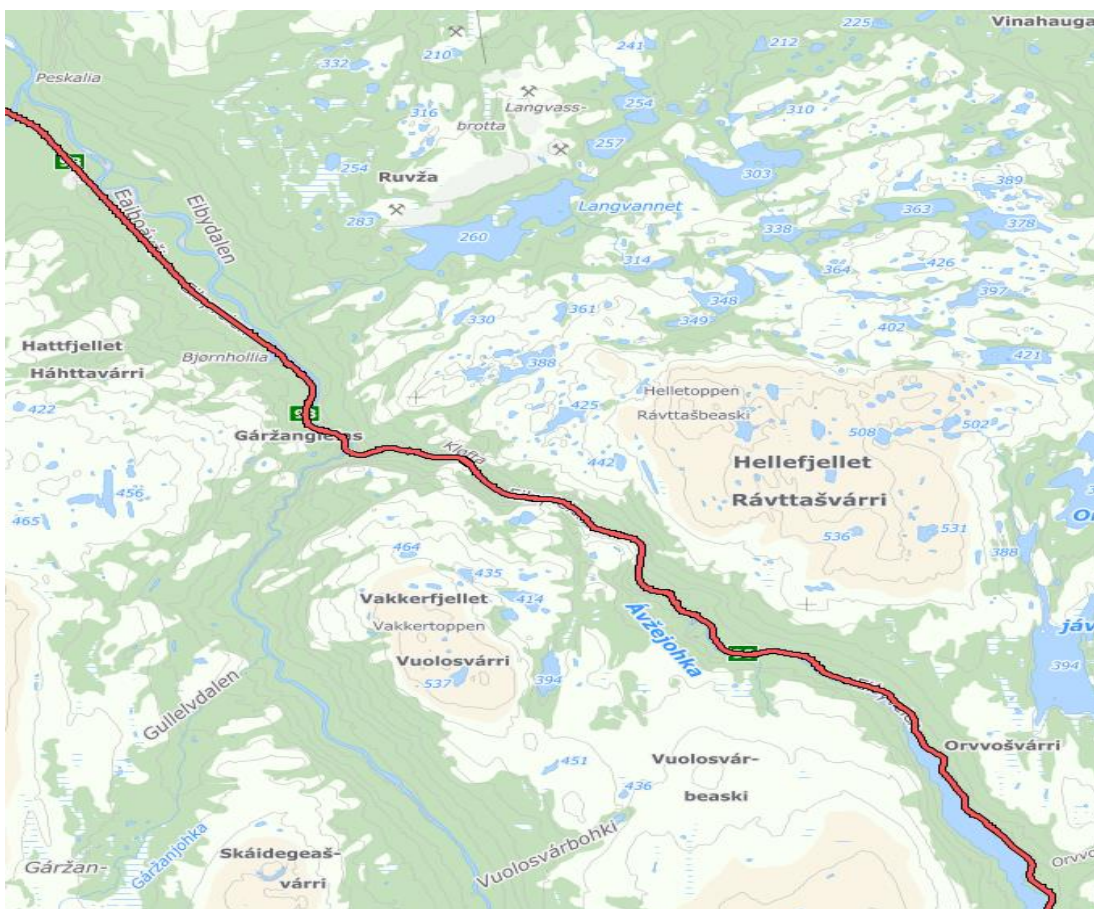 Vinahauga
225
212
241
210
332
Peskalia
254
310
316
Langvass-
brotta
257
254
303
389
Ruvža
Langvannet
363
378
283
260
338
Elbydalen
314
364
426
397
348
361
330
349
402
421
Hattfjellet
Bjørnhollia
388
Háhttavárri
Helletoppen
422
425
Rávttašbeaski
502
508
Kløfta
442
Hellefjellet
Rávttašvárri
456
465
531
536
388
464
435
414
Vakkerfjellet
Vakkertoppen
Ávžejohka
jáv
Vuolosvárri
394
537
394
Gullelvdalen
Orvvošvárri
451
Vuolosvár-
beaski
436
Vuolosvárbohki
Gáržanjohka
Skáidegeaš-
várri
Gáržan-